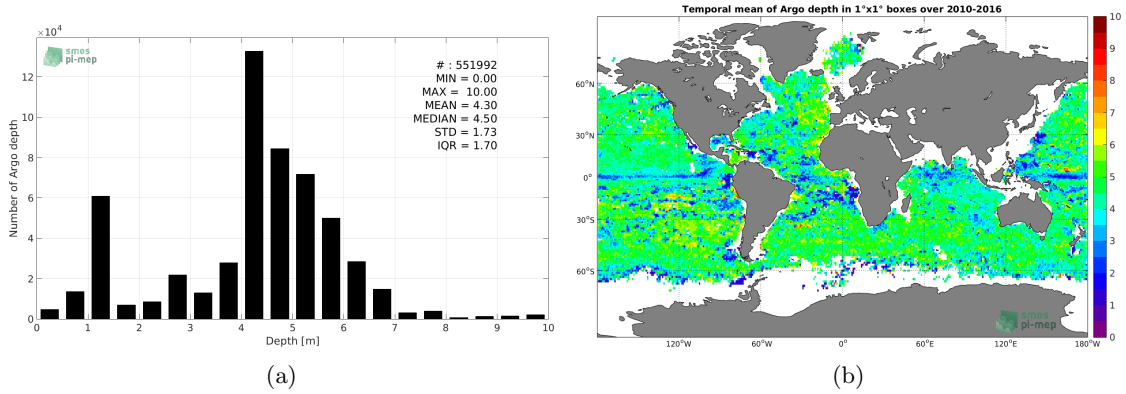 ×10⁴
smos
pi-mep
# : 551992
MIN = 0.00
MAX = 10.00
MEAN = 4.30
MEDIAN = 4.50
STD = 1.73
IQR = 1.70
12
10
8
6
4
2
0
Number of Argo depth
0 1 2 3 4 5 6 7 8 9 10
Depth [m]
(a)
Temporal mean of Argo depth in 1°x1° boxes over 2010-2016
60°N
30°N
0°
30°S
60°S
120°W 60°W 0° 60°E 120°E 180°W
10
9
8
7
6
5
4
3
2
1
0
smos
pi-mep
(b)